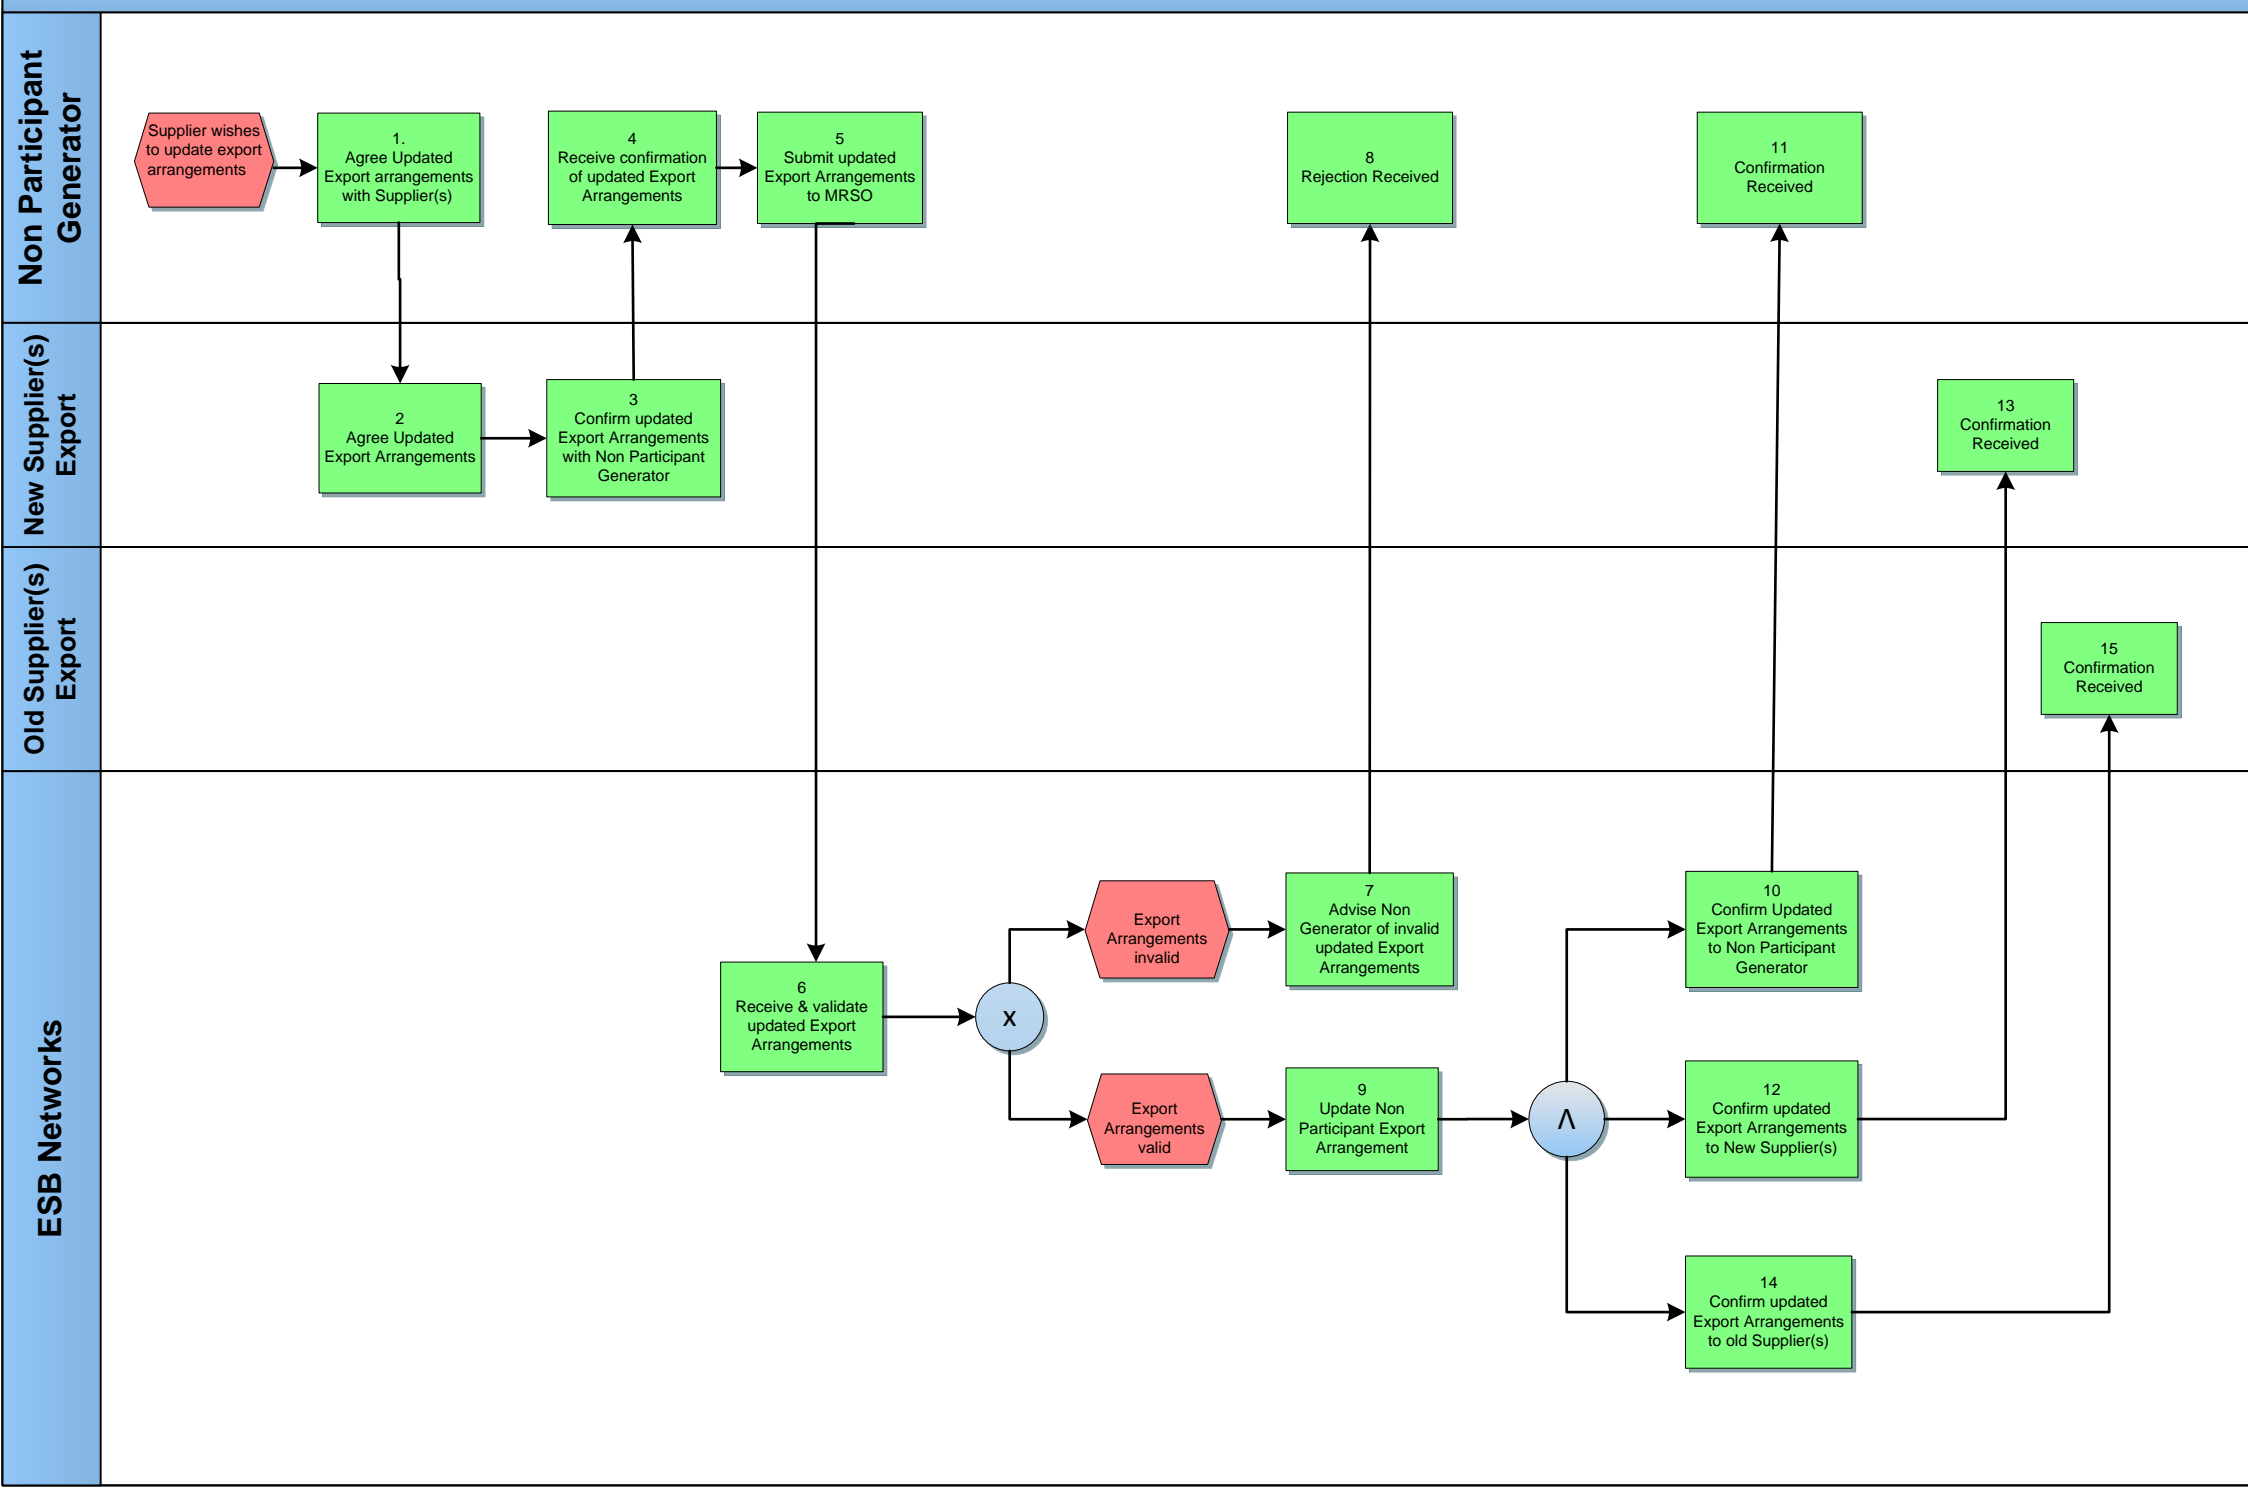 Non Participant
Generator
Supplier wishes
to update export
arrangements
1.
Agree Updated
Export arrangements
with Supplier(s)
4
Receive confirmation
of updated Export
Arrangements
5
Submit updated
Export Arrangements
to MRSO
8
Rejection Received
11
Confirmation
Received
New Supplier(s)
Export
2
Agree Updated
Export Arrangements
3
Confirm updated
Export Arrangements
with Non Participant
Generator
13
Confirmation
Received
Old Supplier(s)
Export
15
Confirmation
Received
ESB Networks
6
Receive & validate
updated Export
Arrangements
x
Export
Arrangements
invalid
7
Advise Non
Generator of invalid
updated Export
Arrangements
Export
Arrangements
valid
9
Update Non
Participant Export
Arrangement
Λ
10
Confirm Updated
Export Arrangements
to Non Participant
Generator
12
Confirm updated
Export Arrangements
to New Supplier(s)
14
Confirm updated
Export Arrangements
to old Supplier(s)